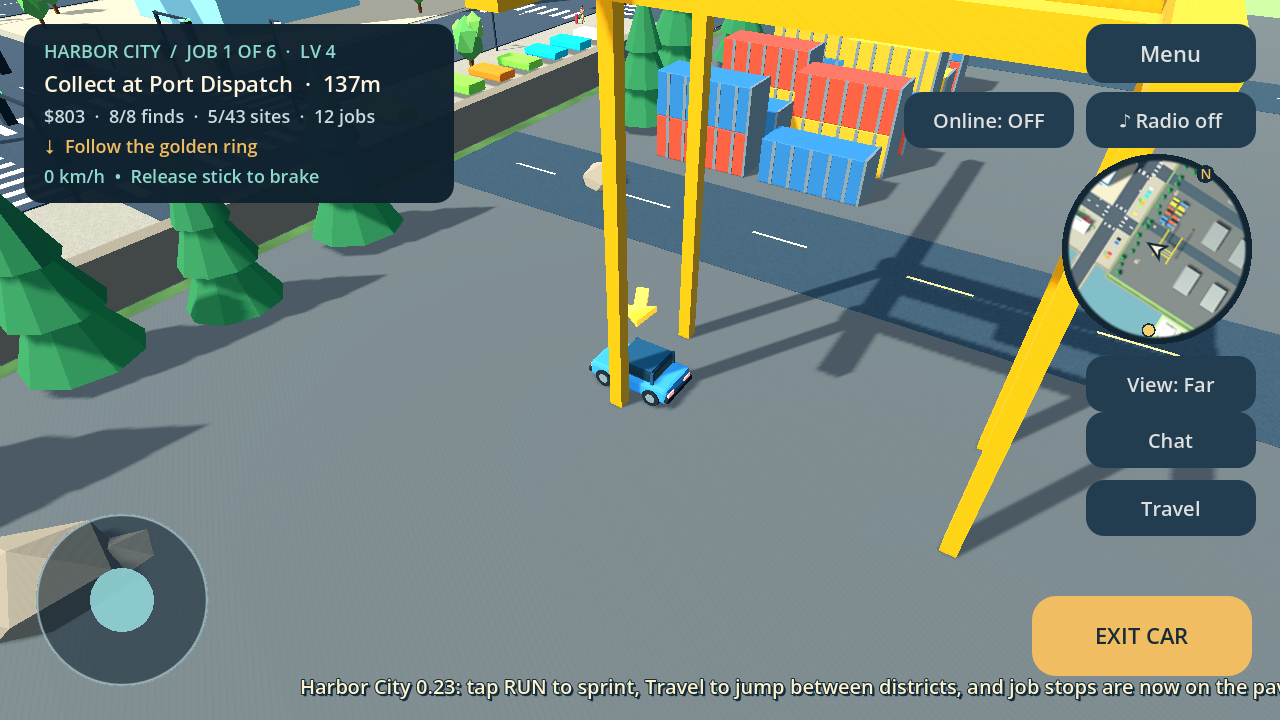 HARBOR CITY / JOB 1 OF 6 · LV 4
Collect at Port Dispatch · 137m
$803 · 8/8 finds · 5/43 sites · 12 jobs
↓ Follow the golden ring
0 km/h • Release stick to brake
Menu
Online: OFF
♪ Radio off
N
View: Far
Chat
Travel
EXIT CAR
Harbor City 0.23: tap RUN to sprint, Travel to jump between districts, and job stops are now on the